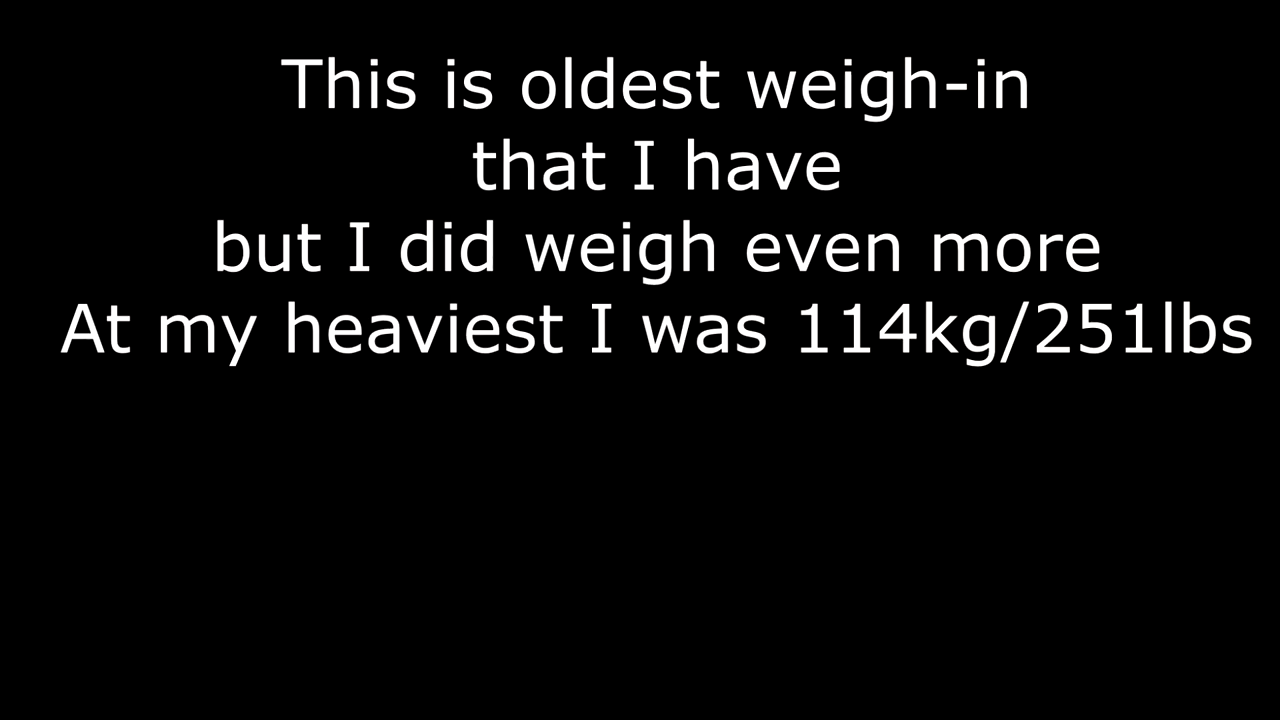 This is oldest weigh-in
that I have
but I did weigh even more
At my heaviest I was 114kg/251lbs